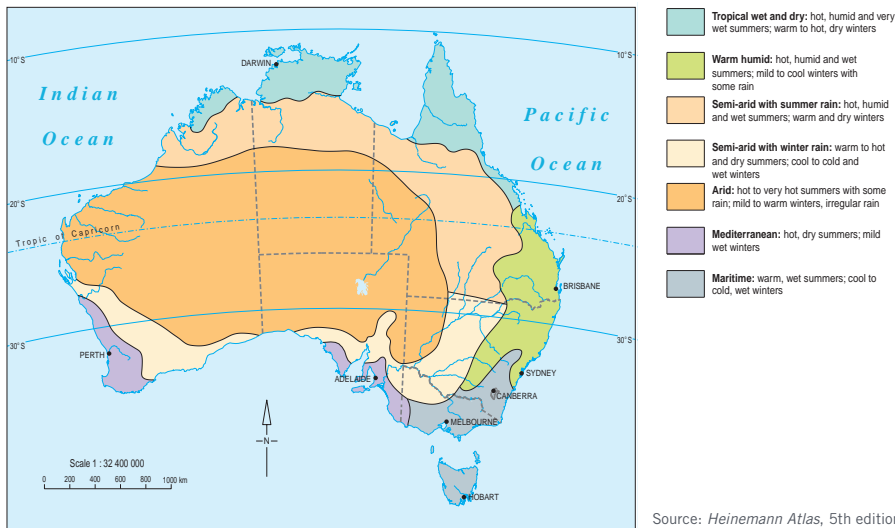 10°S
10°S
DARWIN
Indian
Ocean
Pacific
Ocean
20°S
20°S
Tropic of Capricorn
BRISBANE
30°S
30°S
PERTH
ADELAIDE
SYDNEY
CANBERRA
MELBOURNE
HOBART
N
Scale 1 : 32 400 000
0 200 400 600 800 1000 km
Tropical wet and dry: hot, humid and very
wet summers; warm to hot, dry winters
Warm humid: hot, humid and wet
summers; mild to cool winters with
some rain
Semi-arid with summer rain: hot, humid
and wet summers; warm and dry winters
Semi-arid with winter rain: warm to hot
and dry summers; cool to cold and
wet winters
Arid: hot to very hot summers with some
rain; mild to warm winters, irregular rain
Mediterranean: hot, dry summers; mild
wet winters
Maritime: warm, wet summers; cool to
cold, wet winters
Source: Heinemann Atlas, 5th edition